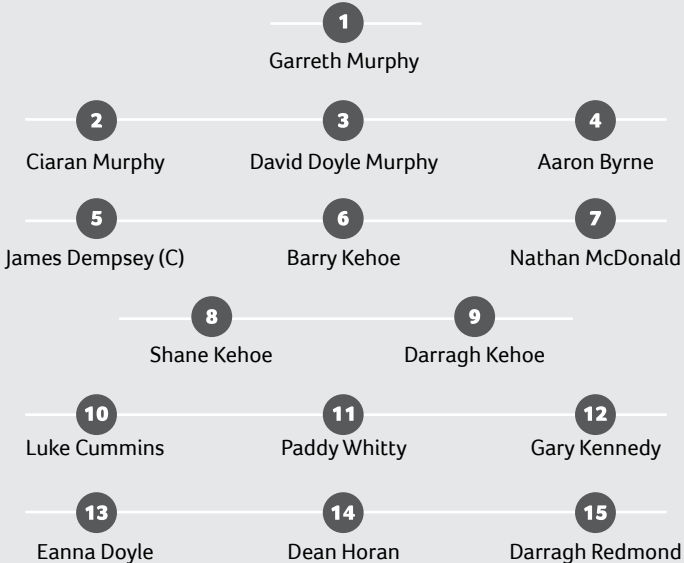 1
Garreth Murphy
2 3 4
Ciaran Murphy David Doyle Murphy Aaron Byrne
5 6 7
James Dempsey (C) Barry Kehoe Nathan McDonald
8 9
Shane Kehoe Darragh Kehoe
10 11 12
Luke Cummins Paddy Whitty Gary Kennedy
13 14 15
Eanna Doyle Dean Horan Darragh Redmond